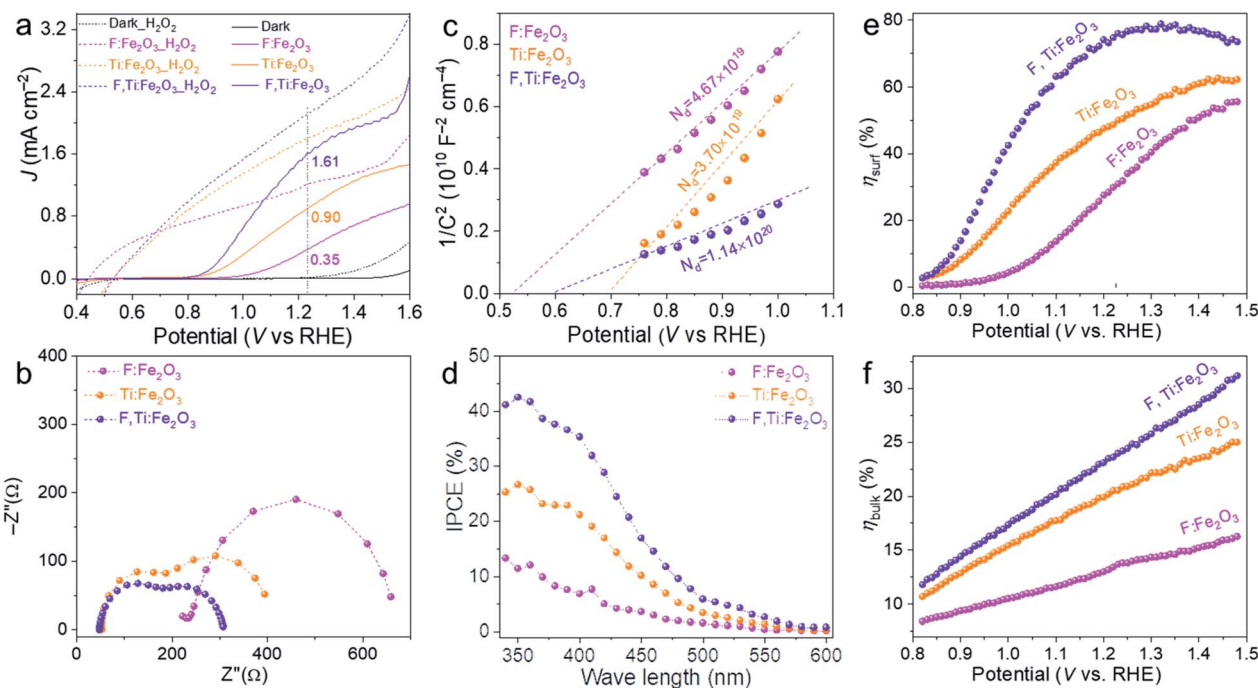 a
J (mA cm⁻²)
3.2
2.4
1.6
0.8
0.0
Dark_H₂O₂
F:Fe₂O₃_H₂O₂
Ti:Fe₂O₃_H₂O₂
F,Ti:Fe₂O₃_H₂O₂
Dark
F:Fe₂O₃
Ti:Fe₂O₃
F,Ti:Fe₂O₃
1.61
0.90
0.35
0.4 0.6 0.8 1.0 1.2 1.4 1.6
Potential (V vs RHE)
c
1/C² (10¹⁰ F⁻² cm⁻⁴)
0.8
0.6
0.4
0.2
0.0
F:Fe₂O₃
Ti:Fe₂O₃
F,Ti:Fe₂O₃
N_d=4.67×10¹⁹
N_d=3.70×10¹⁹
N_d=1.14×10²⁰
0.5 0.6 0.7 0.8 0.9 1.0 1.1
Potential (V vs RHE)
e
η_surf (%)
80
60
40
20
0
F, Ti:Fe₂O₃
Ti:Fe₂O₃
F:Fe₂O₃
0.8 0.9 1.0 1.1 1.2 1.3 1.4 1.5
Potential (V vs. RHE)
b
−Z"(Ω)
400
300
200
100
0
F:Fe₂O₃
Ti:Fe₂O₃
F,Ti:Fe₂O₃
0 200 400 600
Z"(Ω)
d
IPCE (%)
50
40
30
20
10
0
F:Fe₂O₃
Ti:Fe₂O₃
F,Ti:Fe₂O₃
350 400 450 500 550 600
Wave length (nm)
f
η_bulk (%)
30
25
20
15
10
F, Ti:Fe₂O₃
Ti:Fe₂O₃
F:Fe₂O₃
0.8 0.9 1.0 1.1 1.2 1.3 1.4 1.5
Potential (V vs. RHE)